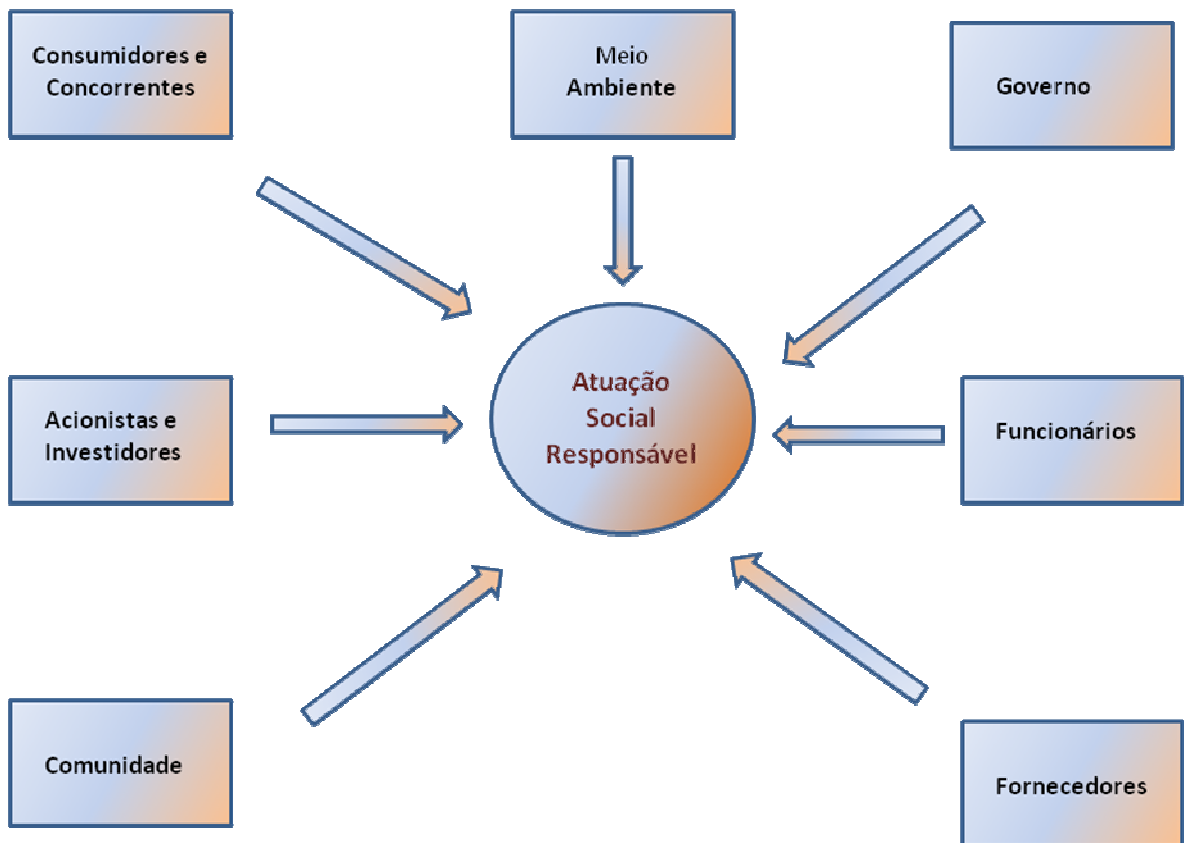 Consumidores e
Concorrentes
Meio
Ambiente
Governo
Atuação
Social
Responsável
Acionistas e
Investidores
Funcionários
Comunidade
Fornecedores